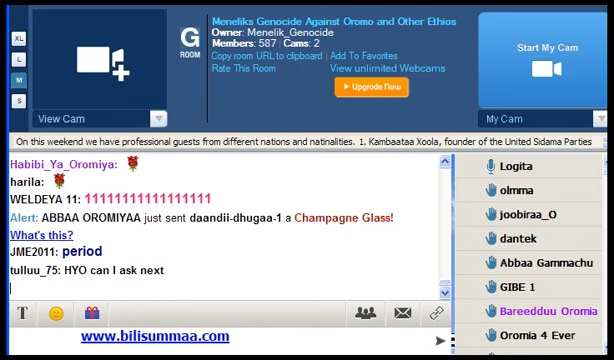 XL
L
M
S
View Cam
G
ROOM
Meneliks Genocide Against Oromo and Other Ethios
Owner: Menelik_Genocide
Members: 587 | Cams: 2
Copy room URL to clipboard | Add To Favorites
Rate This Room
View unlimited Webcams
Upgrade Now
Start My Cam
My Cam
On this weekend we have professional guests from different nations and natinalities. 1. Kambaataa Xoola, founder of the United Sidama Parties
Habibi_Ya_Oromiya:
harila:
WELDEYA 11: 11111111111111111
Alert: ABBAA OROMIYAA just sent daandii-dhugaa-1 a Champagne Glass!
What's this?
JME2011: period
tulluu_75: HYO can I ask next
T
www.bilisummaa.com
Logita
olmma
joobiraa_O
dantek
Abbaa Gammachu
GIBE 1
Bareedduu Oromia
Oromia 4 Ever